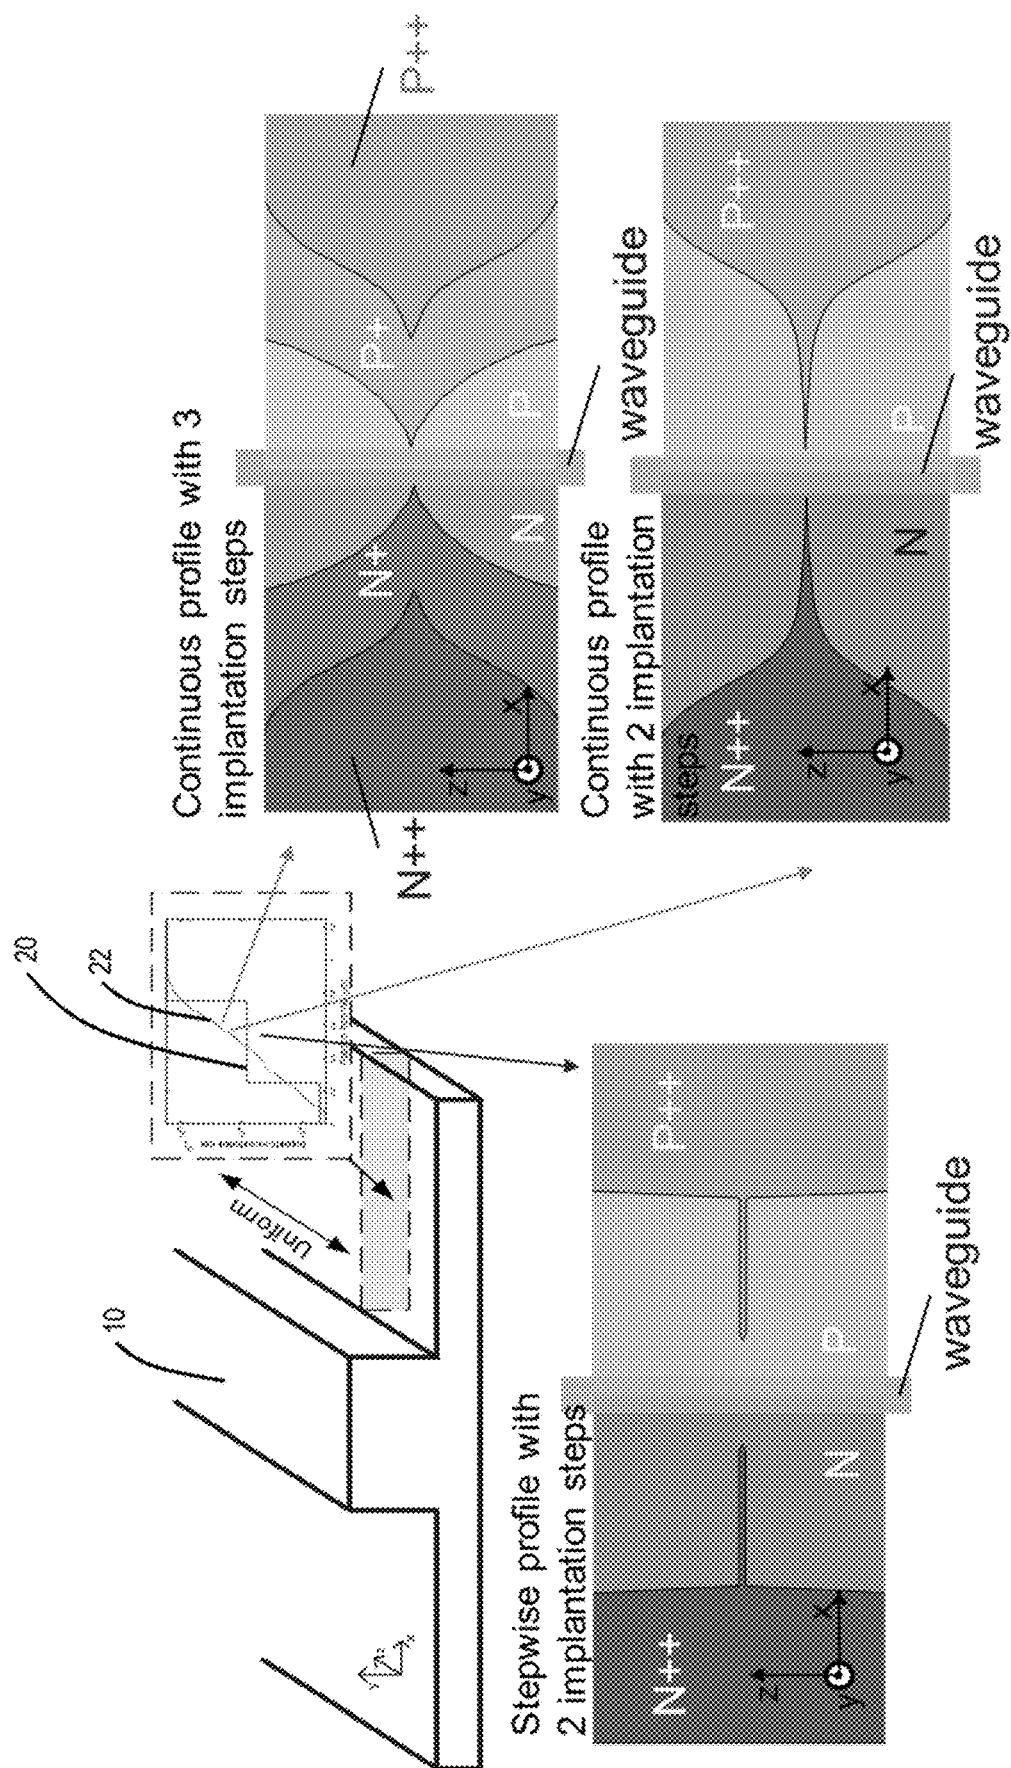 10
20
22
Uniform
Stepwise profile with
2 implantation steps
N++
N
P
P++
z
x
y
waveguide
Continuous profile with 3
implantation steps
N++
N+
N
P
P+
P++
z
x
y
waveguide
Continuous profile
with 2 implantation
steps
N++
N
P
P++
z
x
y
waveguide